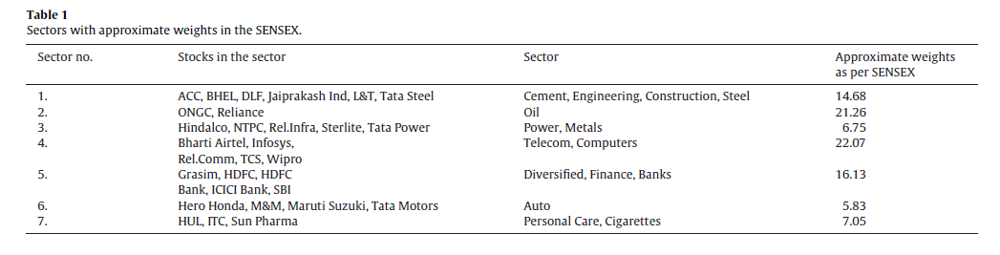 Table 1
Sectors with approximate weights in the SENSEX.
Sector no. Stocks in the sector Sector Approximate weights
as per SENSEX
1. ACC, BHEL, DLF, Jaiprakash Ind, L&T, Tata Steel Cement, Engineering, Construction, Steel 14.68
2. ONGC, Reliance Oil 21.26
3. Hindalco, NTPC, Rel.Infra, Sterlite, Tata Power Power, Metals 6.75
4. Bharti Airtel, Infosys, Telecom, Computers 22.07
Rel.Comm, TCS, Wipro
5. Grasim, HDFC, HDFC Diversified, Finance, Banks 16.13
Bank, ICICI Bank, SBI
6. Hero Honda, M&M, Maruti Suzuki, Tata Motors Auto 5.83
7. HUL, ITC, Sun Pharma Personal Care, Cigarettes 7.05